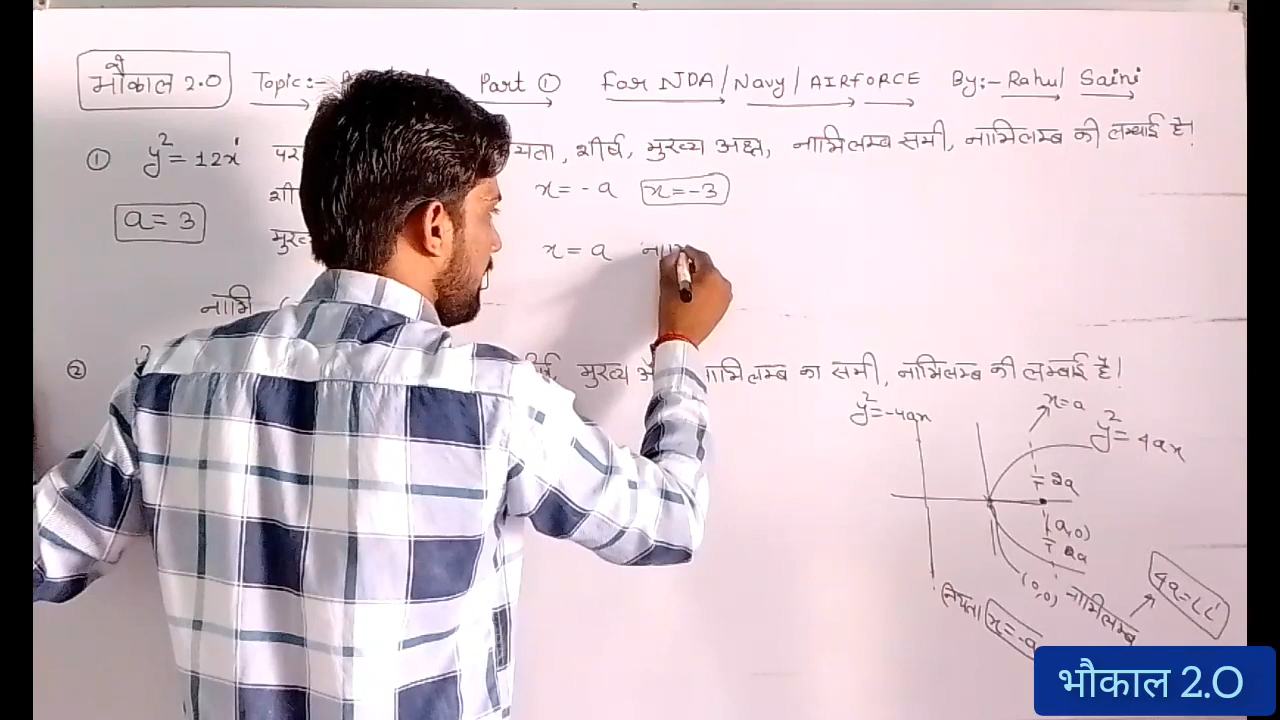 भौकाल 2.0 Topic:- Part ① for NDA/Navy/AIRFORCE By:- Rahul Saini
① y² = 12x पर यता, शीर्ष, मुख्य अक्ष, नाभिलम्ब समी, नाभिलम्ब की लम्बाई है।
शी x = -a x = -3
a = 3
मुख्य x = a नाभि
नाभि (
② मुख्य अ नाभिलम्ब का समी, नाभिलम्ब की लम्बाई है!
y² = -4ax
x = a
y² = 4ax
2a
(a,0)
2a
(0,0)
नाभिलम्ब
4a = LL'
नियता x = -a
भौकाल 2.0